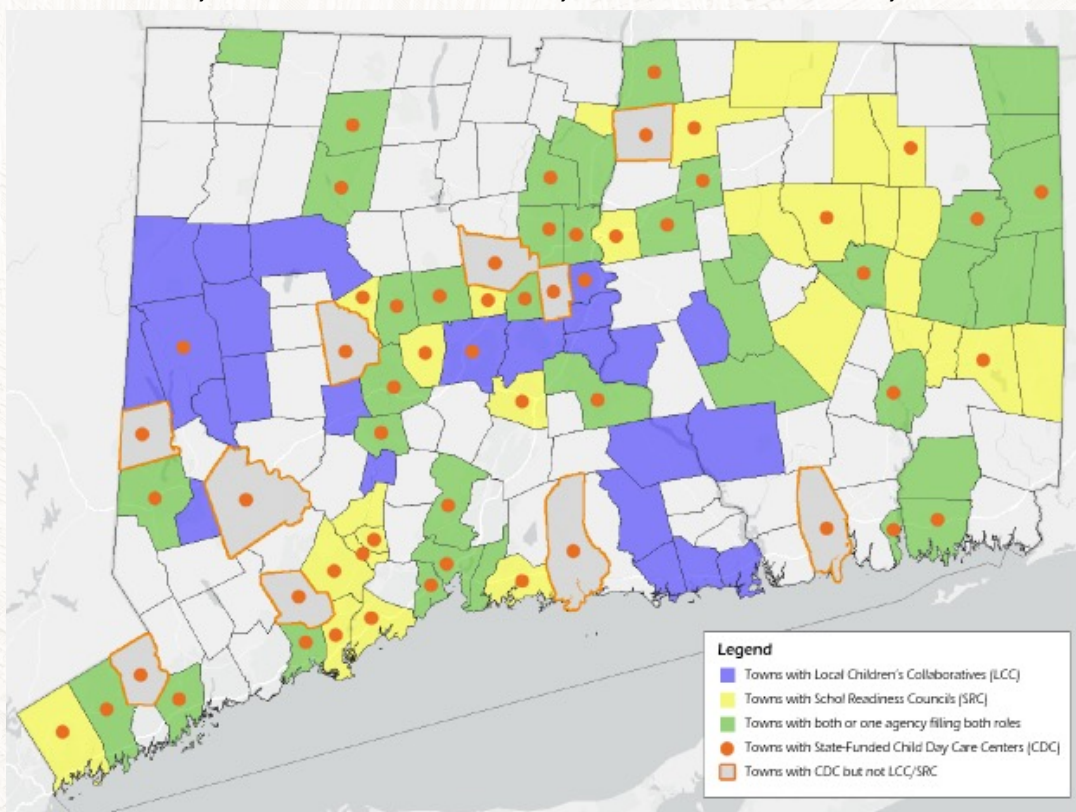 Legend
Towns with Local Children's Collaboratives (LCC)
Towns with Schol Readiness Councils (SRC)
Towns with both or one agency filling both roles
Towns with State-Funded Child Day Care Centers (CDC)
Towns with CDC but not LCC/SRC